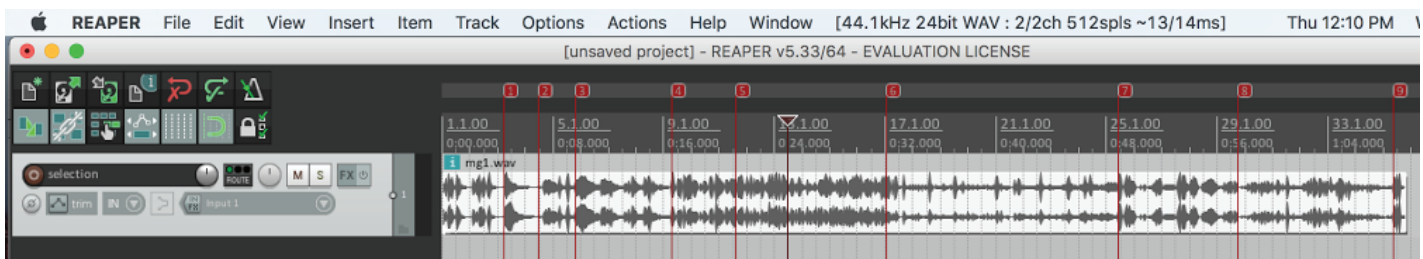 REAPER File Edit View Insert Item Track Options Actions Help Window [44.1kHz 24bit WAV : 2/2ch 512spls ~13/14ms] Thu 12:10 PM
[unsaved project] - REAPER v5.33/64 - EVALUATION LICENSE
1 2 3 4 5 6 7 8 9
1.1.00 5.1.00 9.1.00 13.1.00 17.1.00 21.1.00 25.1.00 29.1.00 33.1.00
0:00.000 0:08.000 0:16.000 0:24.000 0:32.000 0:40.000 0:48.000 0:56.000 1:04.000
i mg1.wav
selection ROUTE M S FX 1
trim IN FX Input 1